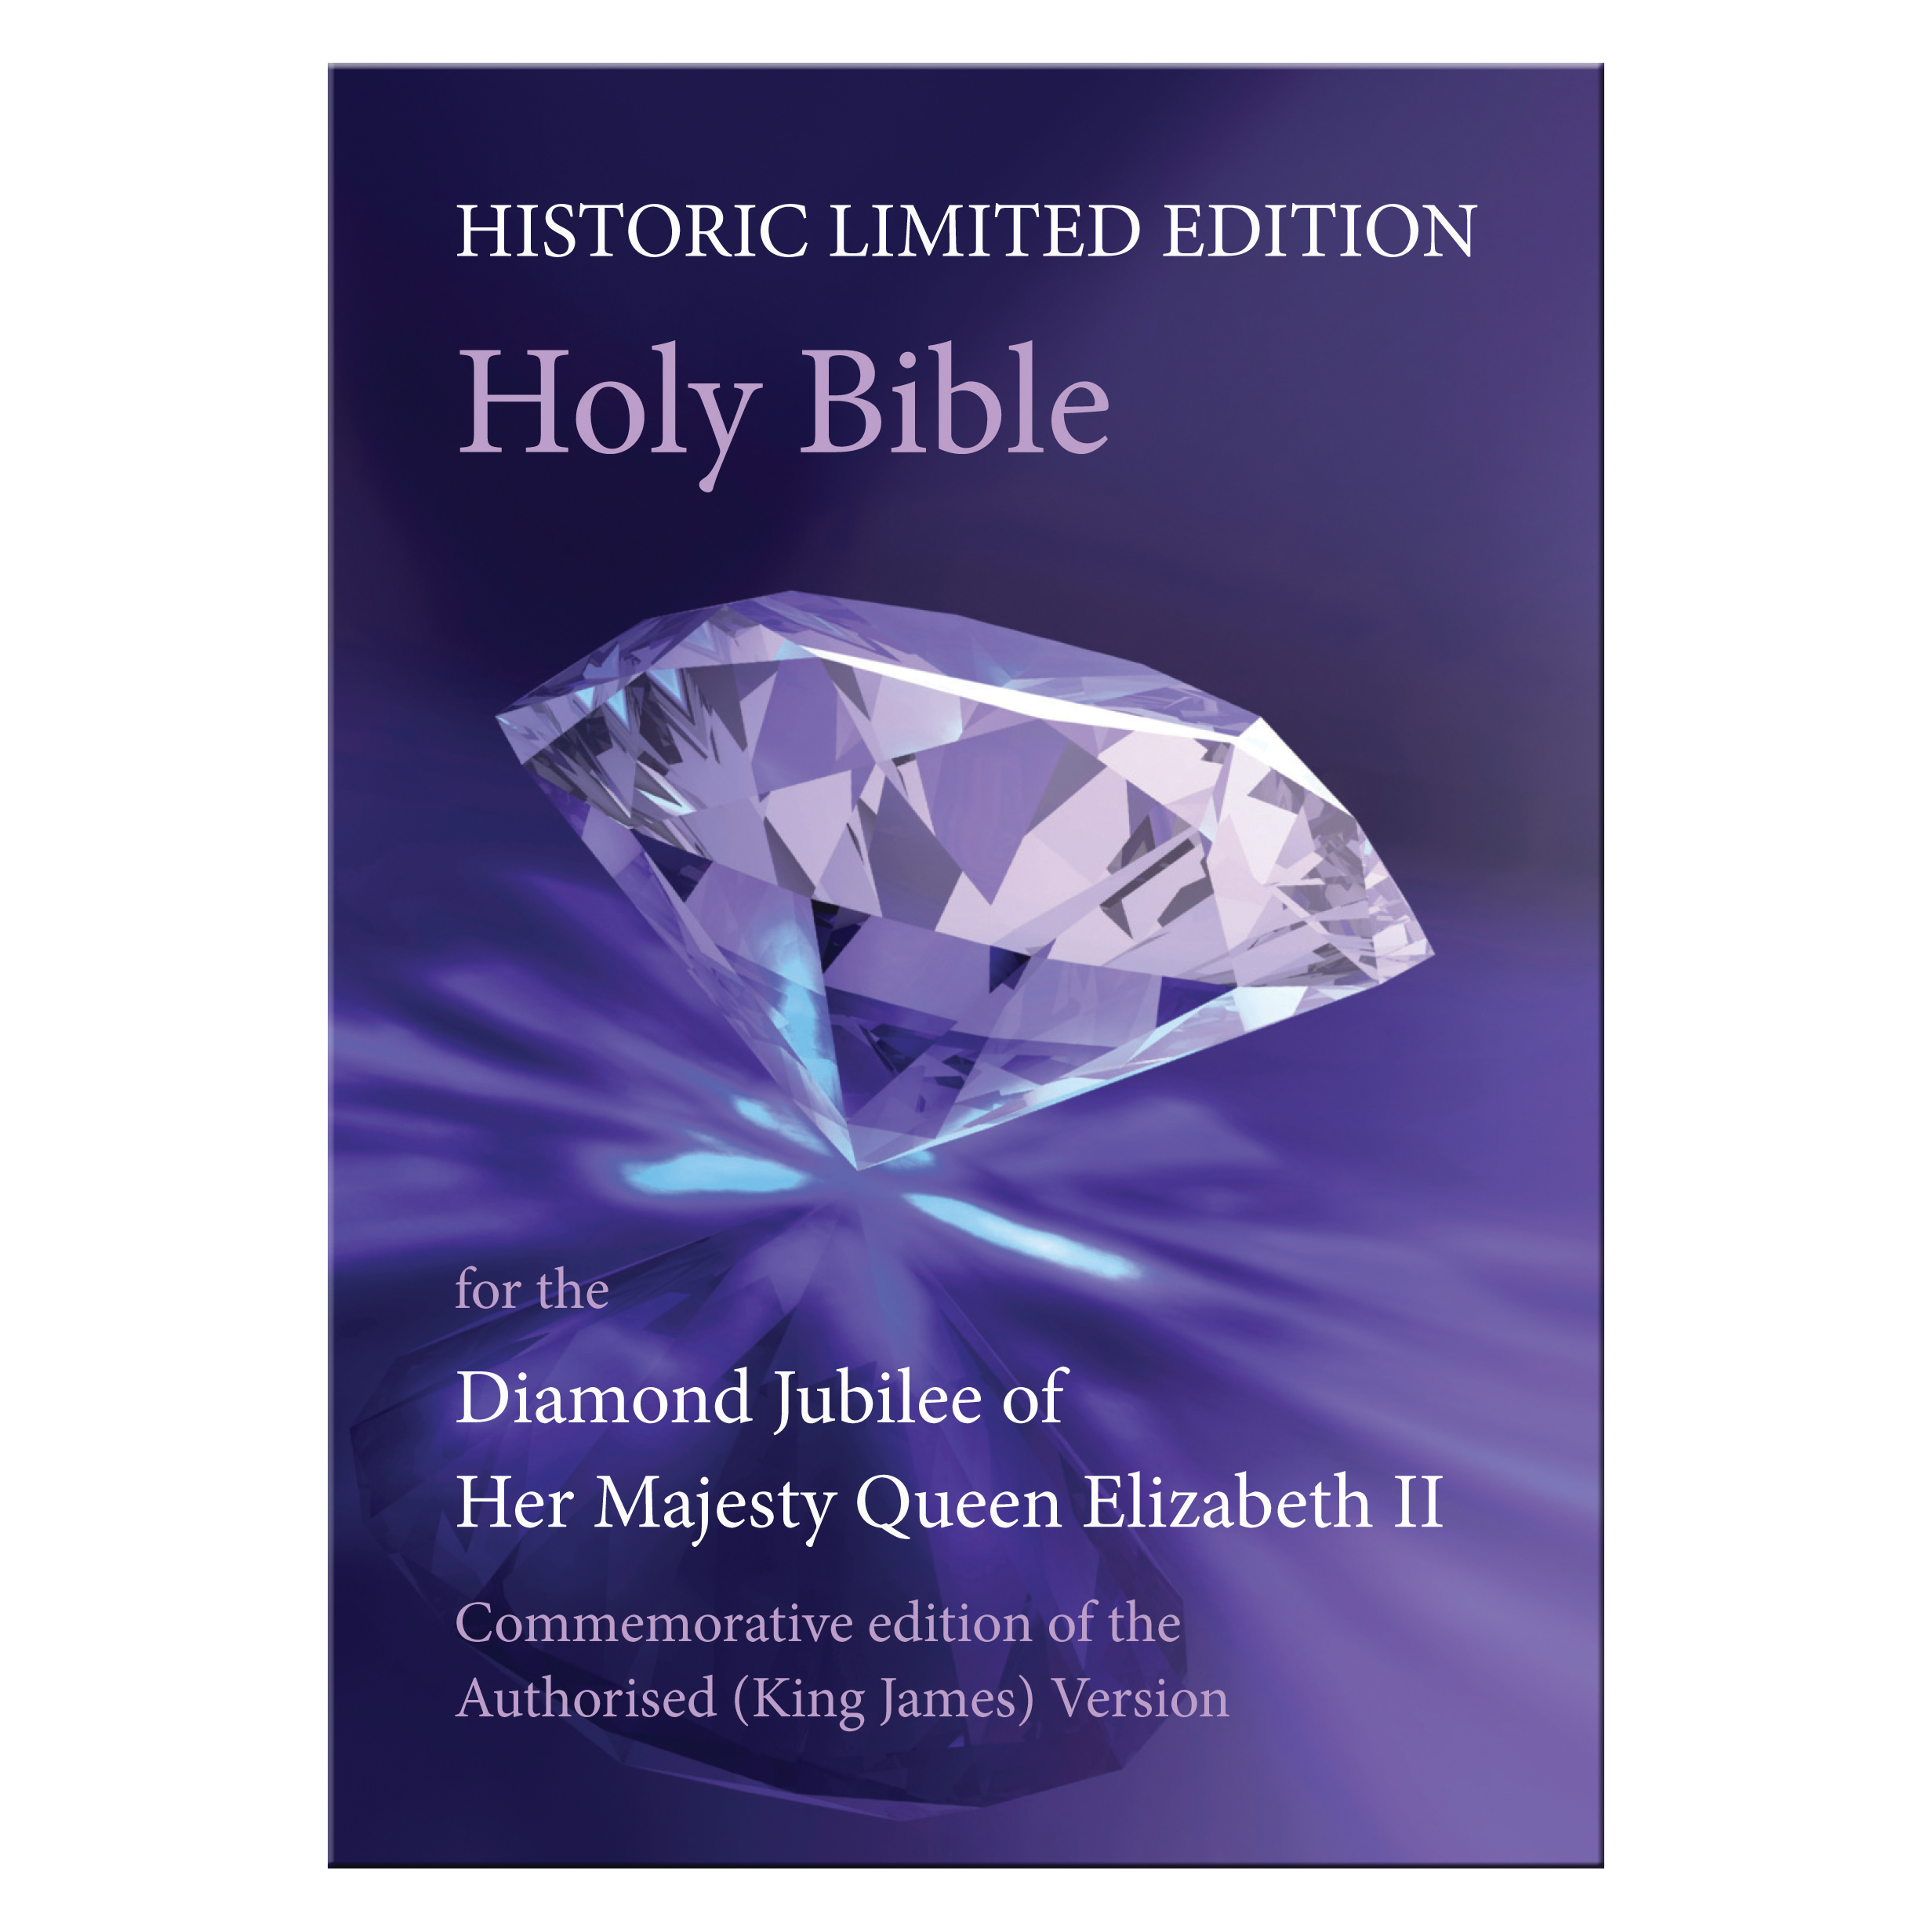 HISTORIC LIMITED EDITION
Holy Bible
for the
Diamond Jubilee of
Her Majesty Queen Elizabeth II
Commemorative edition of the
Authorised (King James) Version